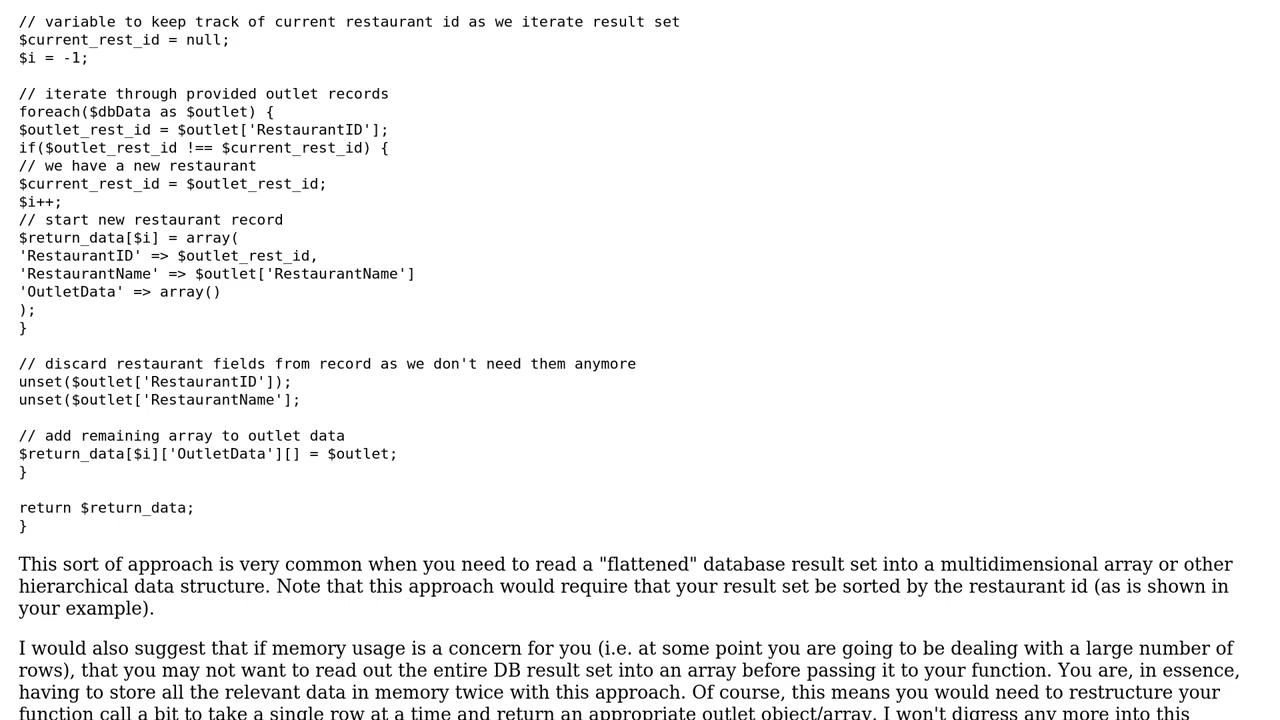 // variable to keep track of current restaurant id as we iterate result set
$current_rest_id = null;
$i = -1;
// iterate through provided outlet records
foreach($dbData as $outlet) {
$outlet_rest_id = $outlet['RestaurantID'];
if($outlet_rest_id !== $current_rest_id) {
// we have a new restaurant
$current_rest_id = $outlet_rest_id;
$i++;
// start new restaurant record
$return_data[$i] = array(
'RestaurantID' => $outlet_rest_id,
'RestaurantName' => $outlet['RestaurantName']
'OutletData' => array()
);
}
// discard restaurant fields from record as we don't need them anymore
unset($outlet['RestaurantID']);
unset($outlet['RestaurantName'];
// add remaining array to outlet data
$return_data[$i]['OutletData'][] = $outlet;
}
return $return_data;
}
This sort of approach is very common when you need to read a "flattened" database result set into a multidimensional array or other
hierarchical data structure. Note that this approach would require that your result set be sorted by the restaurant id (as is shown in
your example).
I would also suggest that if memory usage is a concern for you (i.e. at some point you are going to be dealing with a large number of
rows), that you may not want to read out the entire DB result set into an array before passing it to your function. You are, in essence,
having to store all the relevant data in memory twice with this approach. Of course, this means you would need to restructure your
function call a bit to take a single row at a time and return an appropriate outlet object/array. I won't digress any more into this